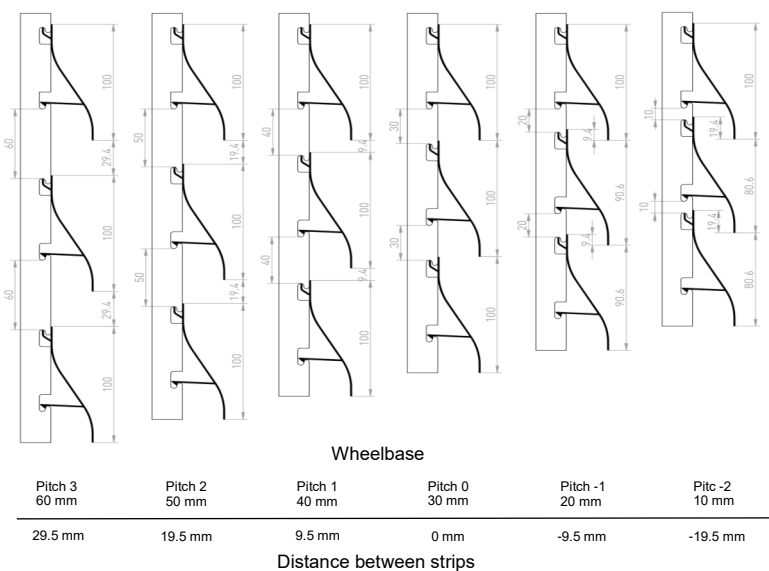 100 100 100 100 100 100
60 50 40 30 20 10
29.4 19.4 9.4 9.4 19.4
100 100 100 100 90.6 80.6
60 50 40 30 20 10
29.4 19.4 9.4 9.4 19.4
100 100 100 100 90.6 80.6
Wheelbase
Pitch 3 Pitch 2 Pitch 1 Pitch 0 Pitch -1 Pitc -2
60 mm 50 mm 40 mm 30 mm 20 mm 10 mm
29.5 mm 19.5 mm 9.5 mm 0 mm -9.5 mm -19.5 mm
Distance between strips